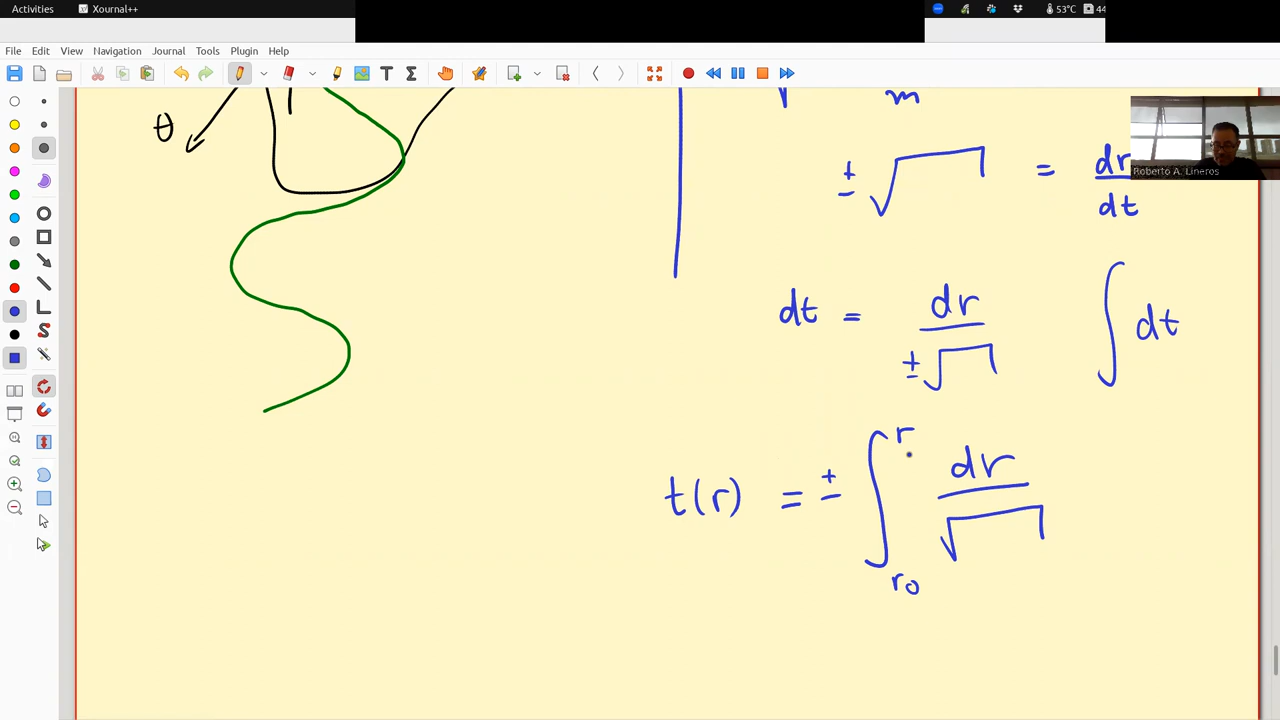 Activities
Xournal++
53°C
44
File Edit View Navigation Journal Tools Plugin Help
θ
m
± √ = dr/dt
Roberto A. Lineros
dt = dr/±√ ∫ dt
t(r) = ± ∫_{r0}^{r} dr/√